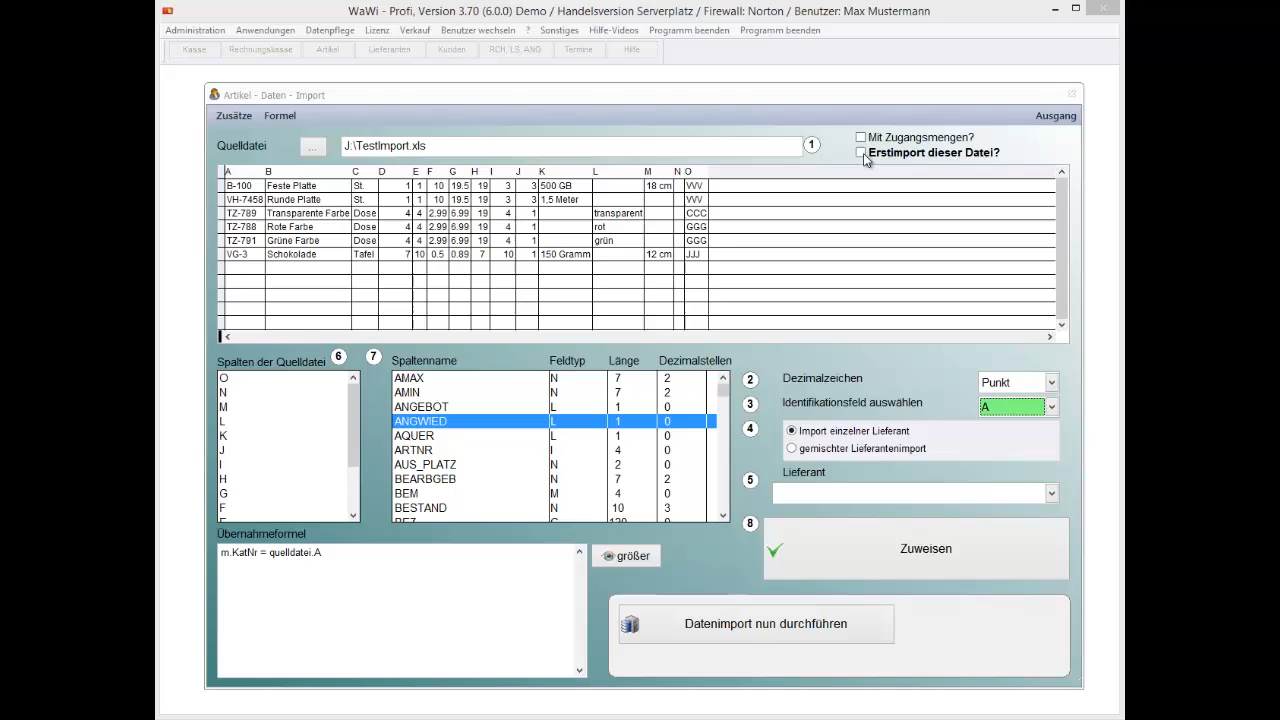 WaWi - Profi, Version 3.70 (6.0.0) Demo / Handelsversion Serverplatz / Firewall: Norton / Benutzer: Max Mustermann
Administration Anwendungen Datenpflege Lizenz Verkauf Benutzer wechseln ? Sonstiges Hilfe-Videos Programm beenden Programm beenden
Kasse Rechnungskasse Artikel Lieferanten Kunden RCH, LS, ANG Termine Hilfe
Artikel - Daten - Import
Zusätze Formel Ausgang
Quelldatei ... J:\TestImport.xls 1
Mit Zugangsmengen?
Erstimport dieser Datei?
A B C D E F G H I J K L M N O
B-100 Feste Platte St. 1 1 10 19.5 19 3 3 500 GB 18 cm VVV
VH-7458 Runde Platte St. 1 1 10 19.5 19 3 3 1,5 Meter VVV
TZ-789 Transparente Farbe Dose 4 4 2.99 6.99 19 4 1 transparent CCC
TZ-788 Rote Farbe Dose 4 4 2.99 6.99 19 4 1 rot GGG
TZ-791 Grüne Farbe Dose 4 4 2.99 6.99 19 4 1 grün GGG
VG-3 Schokolade Tafel 7 10 0.5 0.89 7 10 1 150 Gramm 12 cm JJJ
Spalten der Quelldatei 6
O
N
M
L
K
J
I
H
G
F
7 Spaltenname Feldtyp Länge Dezimalstellen
AMAX N 7 2
AMIN N 7 2
ANGEBOT L 1 0
ANGWIED L 1 0
AQUER L 1 0
ARTNR I 4 0
AUS_PLATZ N 2 0
BEARBGEB N 7 2
BEM M 4 0
BESTAND N 10 3
2 Dezimalzeichen Punkt
3 Identifikationsfeld auswählen A
4 Import einzelner Lieferant
gemischter Lieferantenimport
5 Lieferant
8 Zuweisen
Übernahmeformel
m.KatNr = quelldatei.A
größer
Datenimport nun durchführen